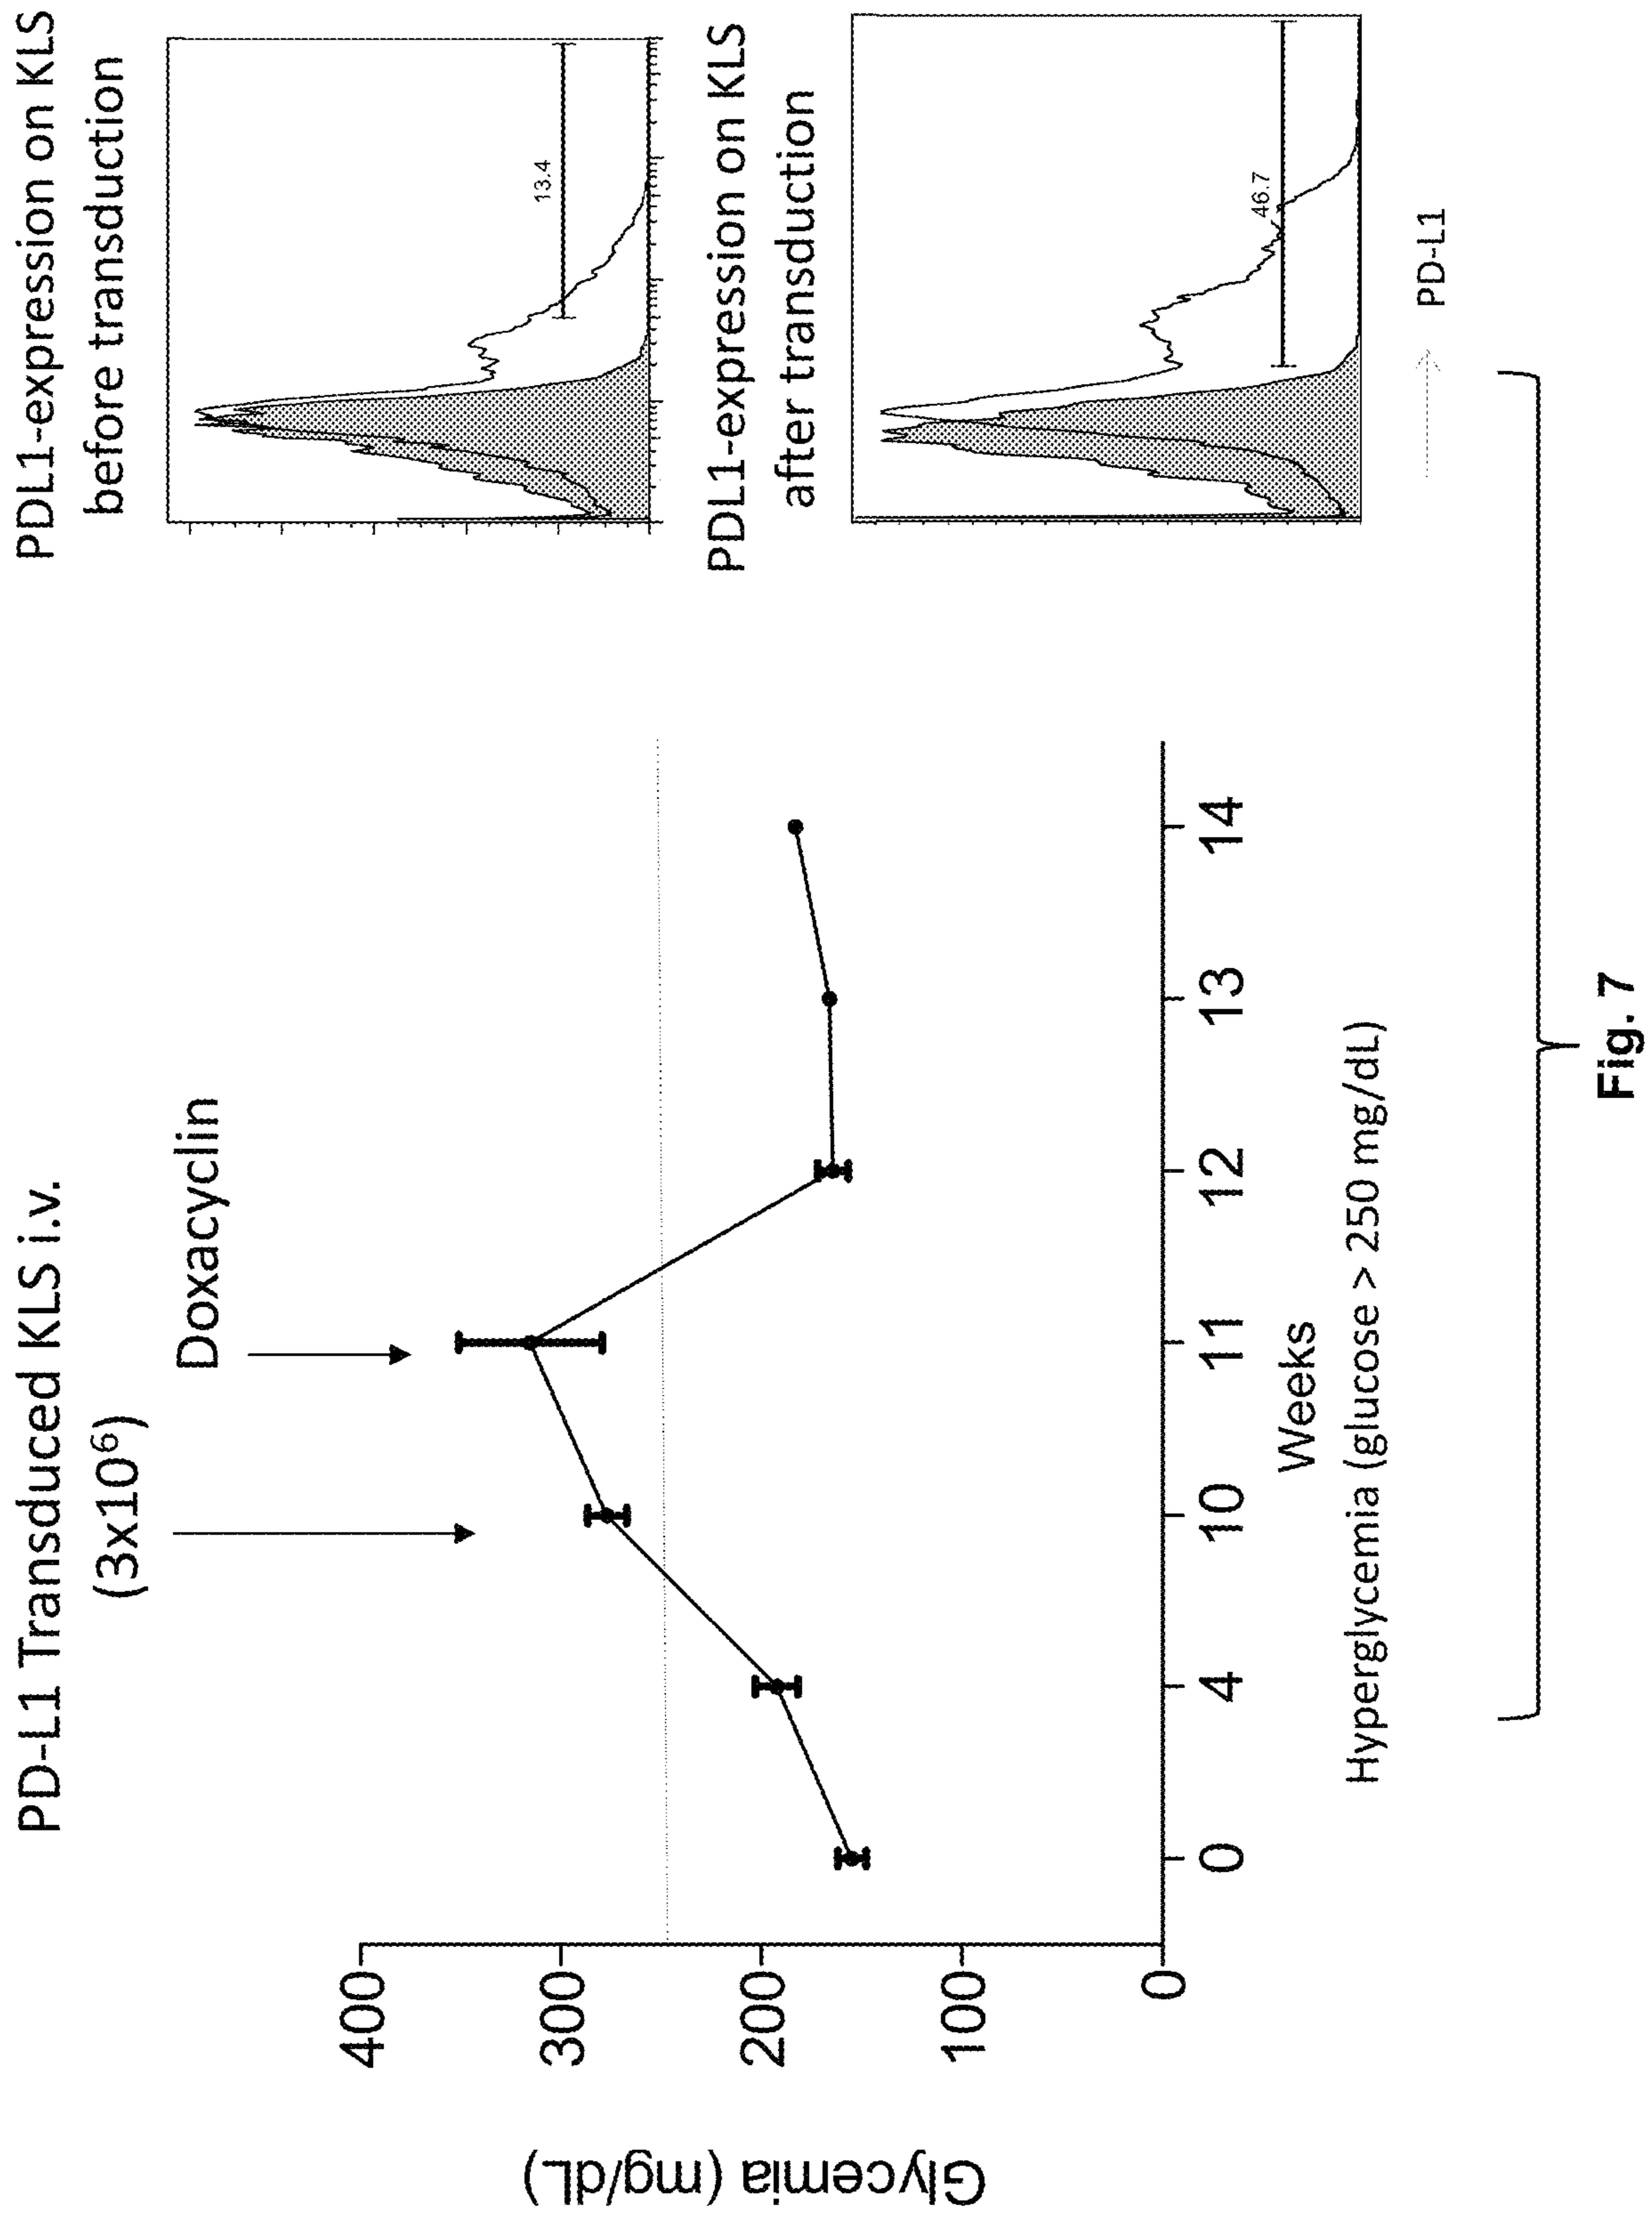 PD-L1 Transduced KLS i.v.
(3x10⁶)
Doxacyclin
Glycemia (mg/dL)
400
300
200
100
0
0 4 10 11 12 13 14
Weeks
Hyperglycemia (glucose > 250 mg/dL)
PDL1-expression on KLS
before transduction
13.4
PDL1-expression on KLS
after transduction
46.7
PD-L1
Fig. 7